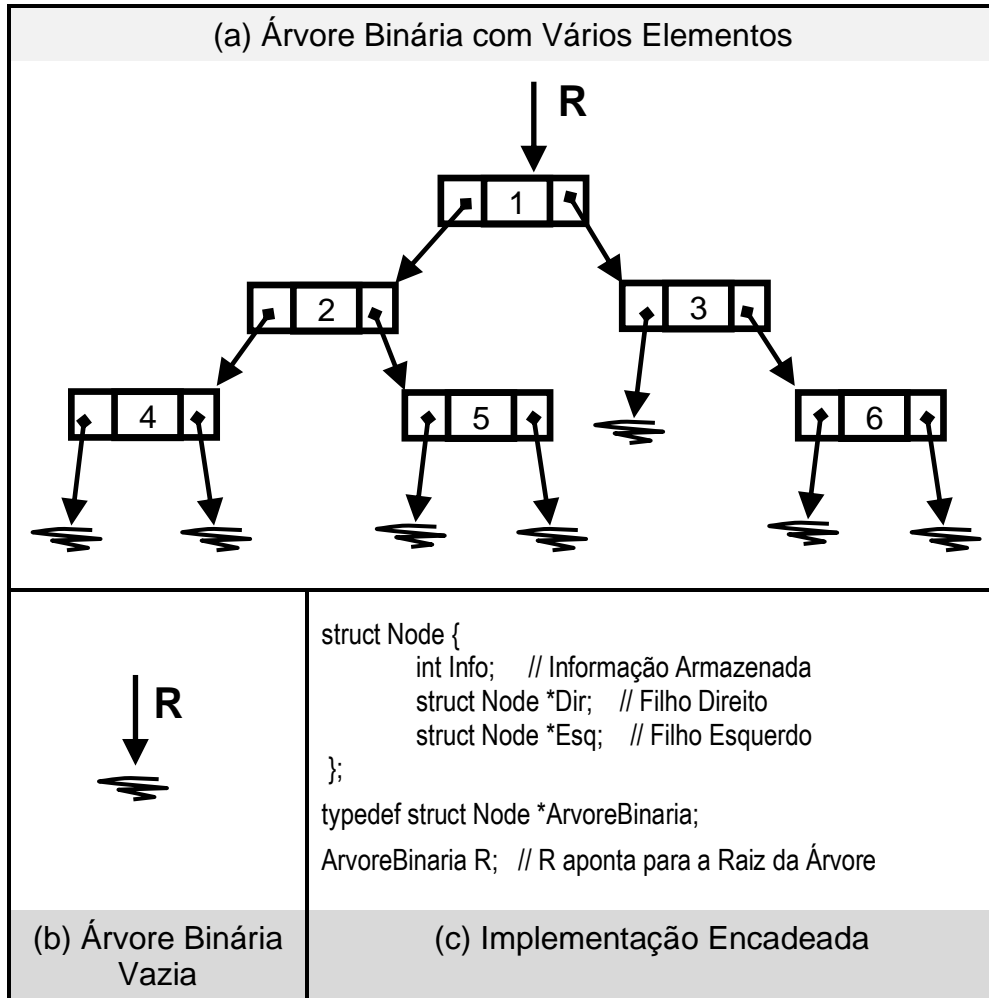 (a) Árvore Binária com Vários Elementos
R
1
2
3
4
5
6
R
struct Node {
int Info; // Informação Armazenada
struct Node *Dir; // Filho Direito
struct Node *Esq; // Filho Esquerdo
};
typedef struct Node *ArvoreBinaria;
ArvoreBinaria R; // R aponta para a Raiz da Árvore
(b) Árvore Binária
Vazia
(c) Implementação Encadeada